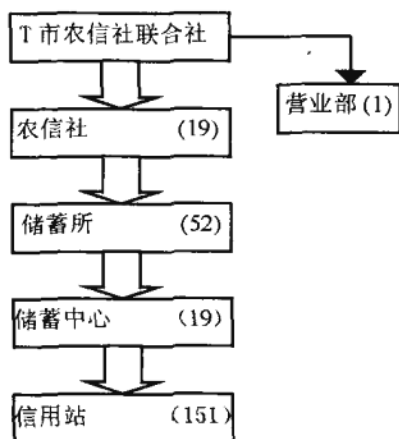 T市农信社联合社
营业部(1)
农信社 (19)
储蓄所 (52)
储蓄中心 (19)
信用站 (151)